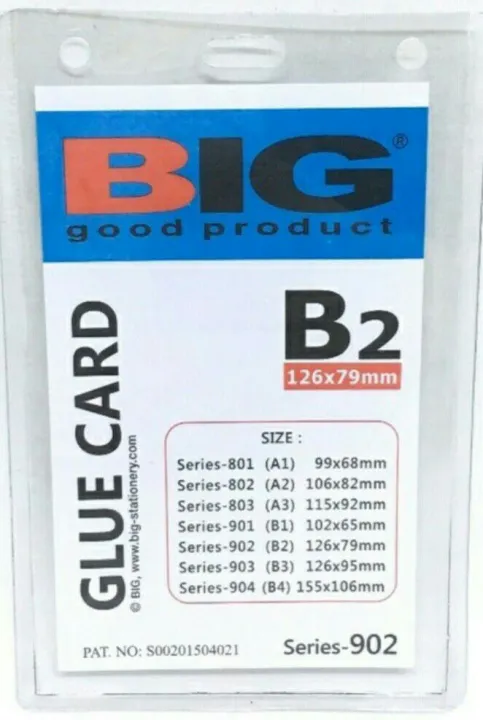 BIG®
good product
B2
126x79mm
GLUE CARD
© BIG, www.big-stationery.com
SIZE :
Series-801 (A1) 99x68mm
Series-802 (A2) 106x82mm
Series-803 (A3) 115x92mm
Series-901 (B1) 102x65mm
Series-902 (B2) 126x79mm
Series-903 (B3) 126x95mm
Series-904 (B4) 155x106mm
PAT. NO: S00201504021
Series-902